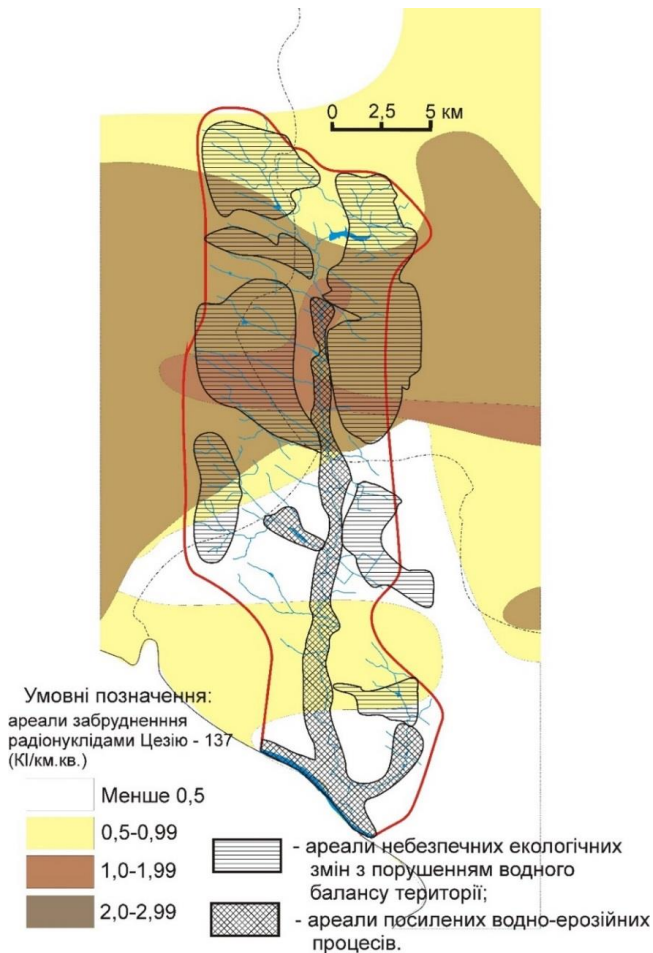 0 2,5 5 км
Умовні позначення:
ареали забруднення
радіонуклідами Цезію - 137
(КІ/км.кв.)
Менше 0,5
0,5-0,99
1,0-1,99
2,0-2,99
- ареали небезпечних екологічних
змін з порушенням водного
балансу території;
- ареали посилених водно-ерозійних
процесів.